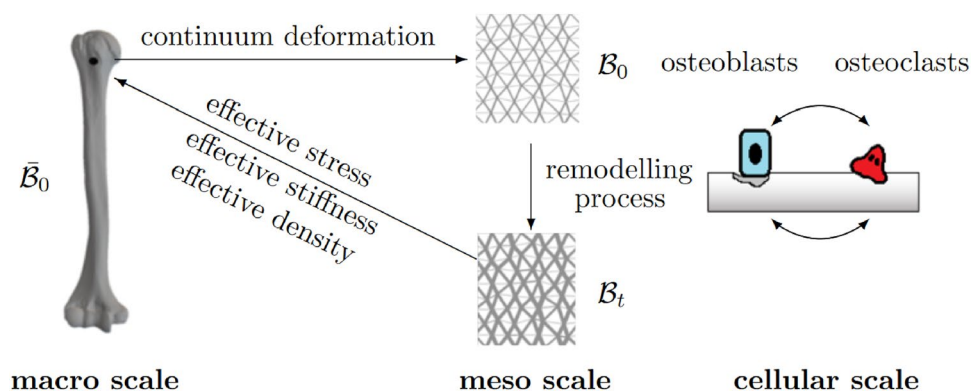 continuum deformation
B̄₀
effective stress
effective stiffness
effective density
B₀
remodelling
process
Bₜ
osteoblasts osteoclasts
macro scale meso scale cellular scale